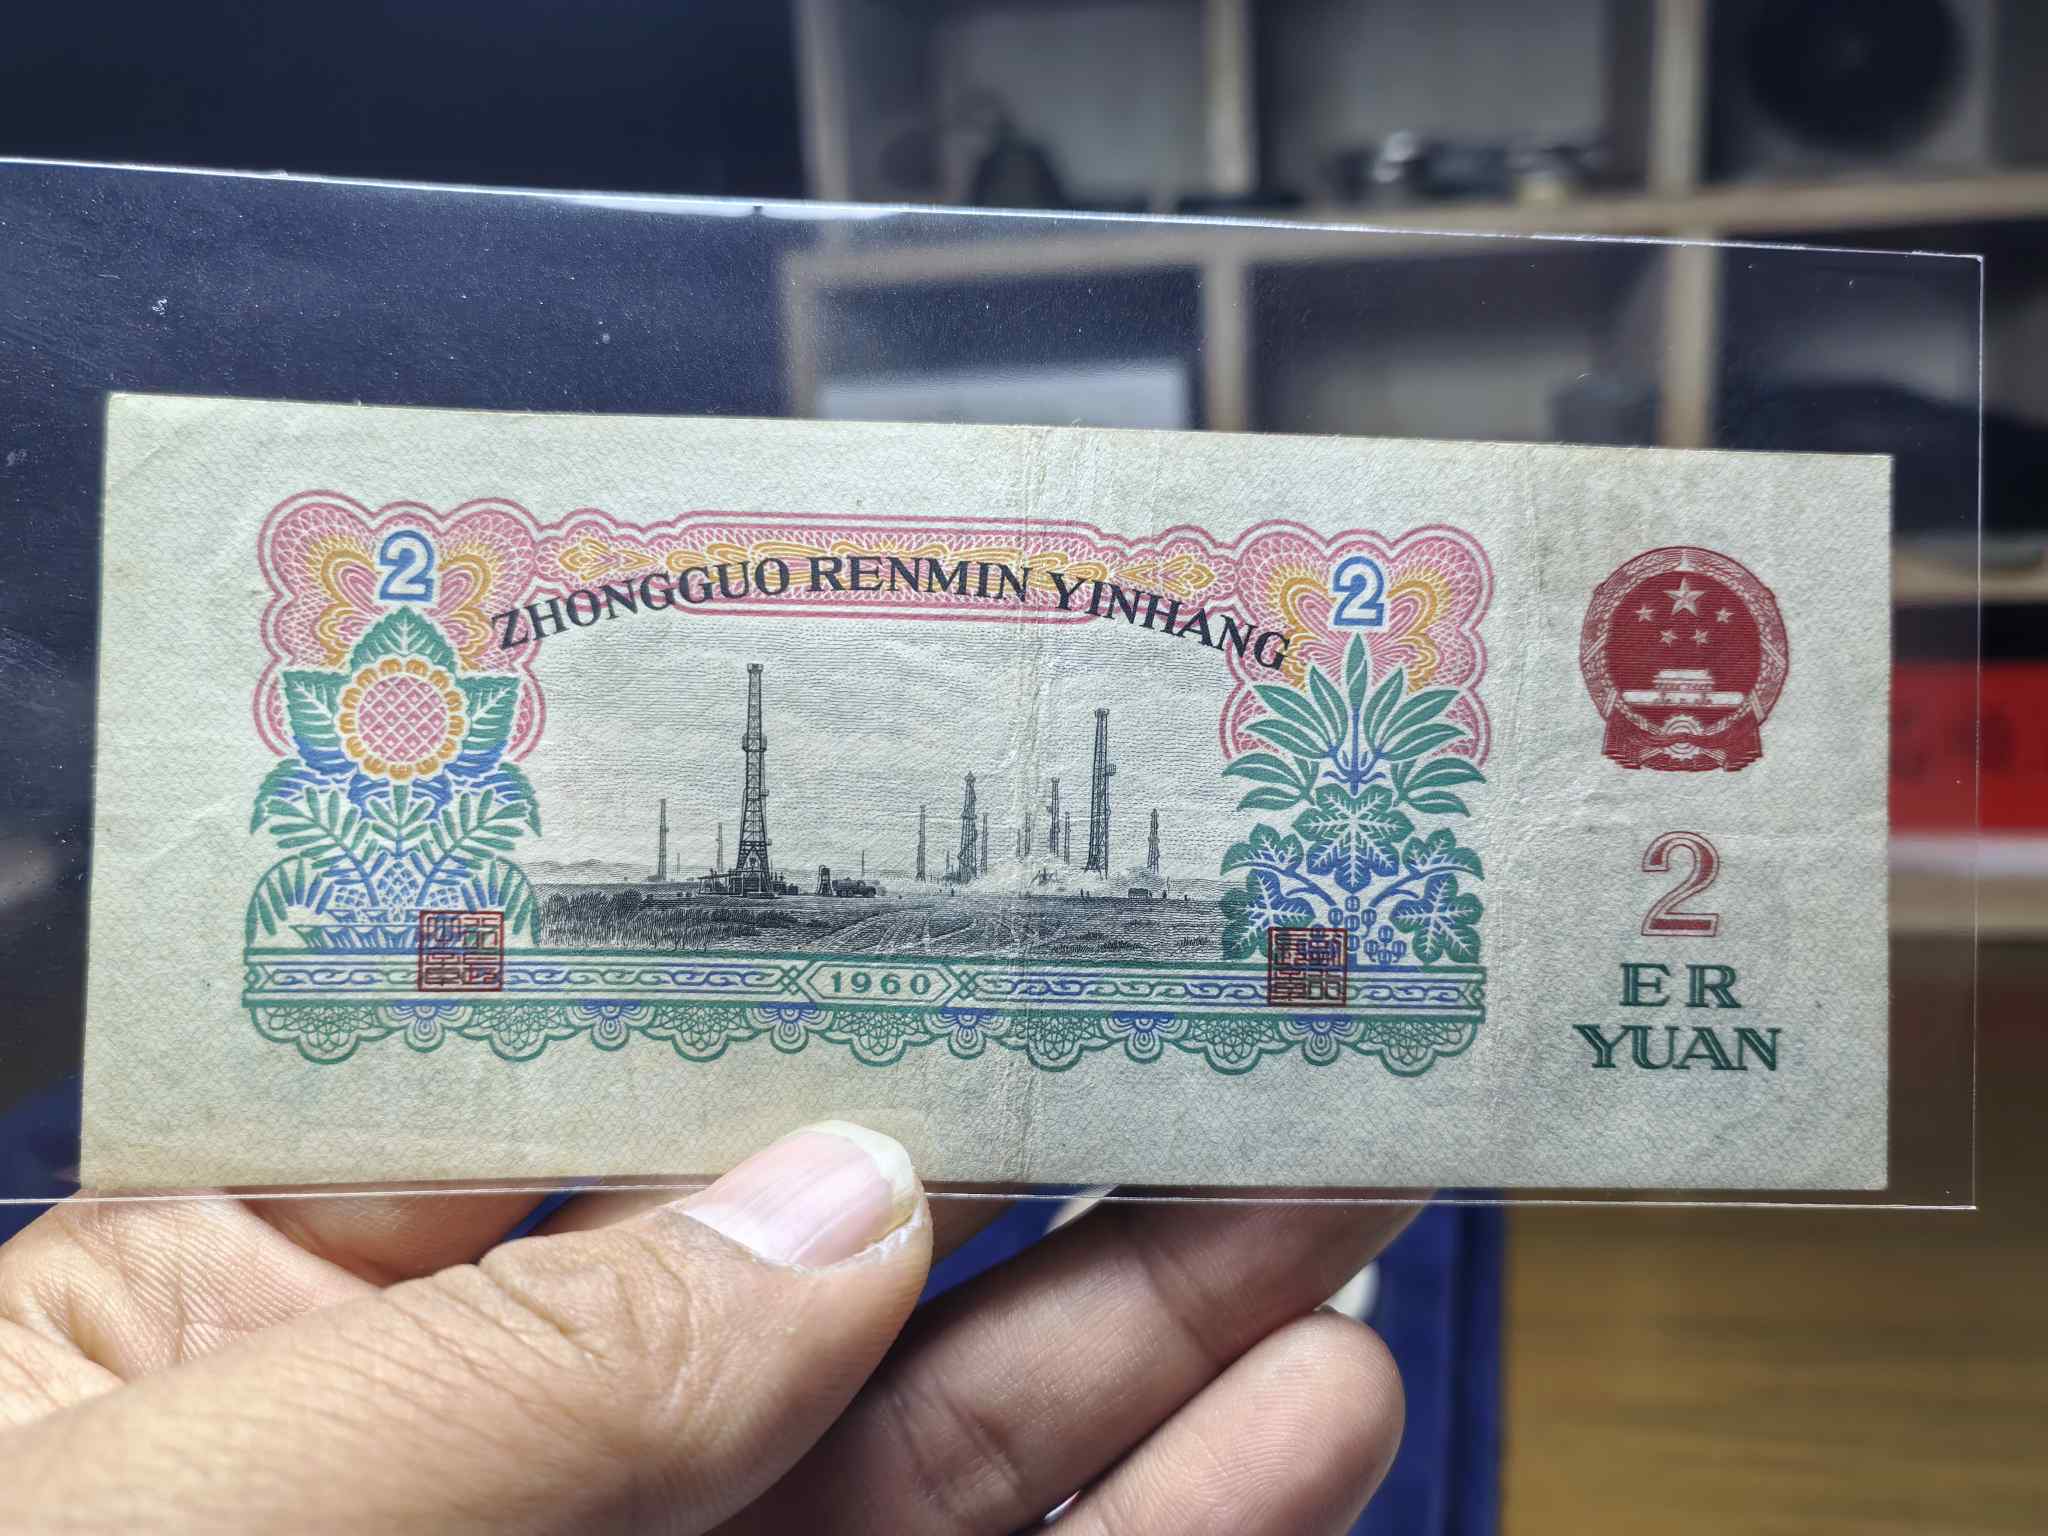 2
2
ZHONGGUO RENMIN YINHANG
1960
2
ER
YUAN